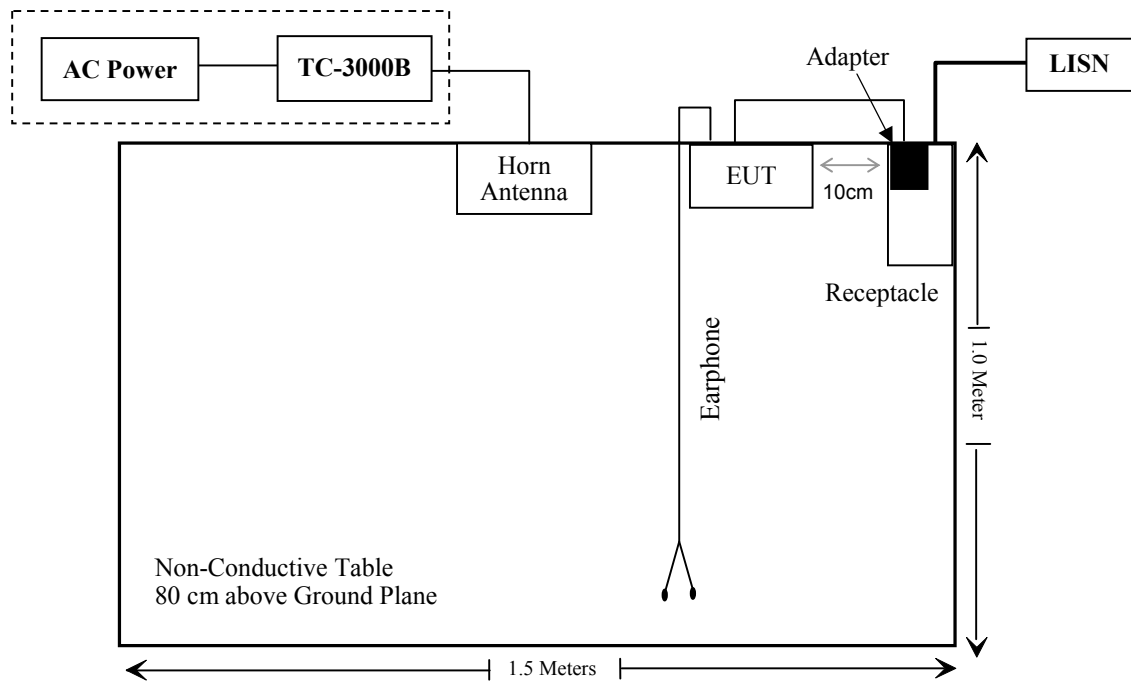 AC Power
TC-3000B
Adapter
LISN
Horn
Antenna
EUT
10cm
Receptacle
Earphone
1.0 Meter
Non-Conductive Table
80 cm above Ground Plane
1.5 Meters